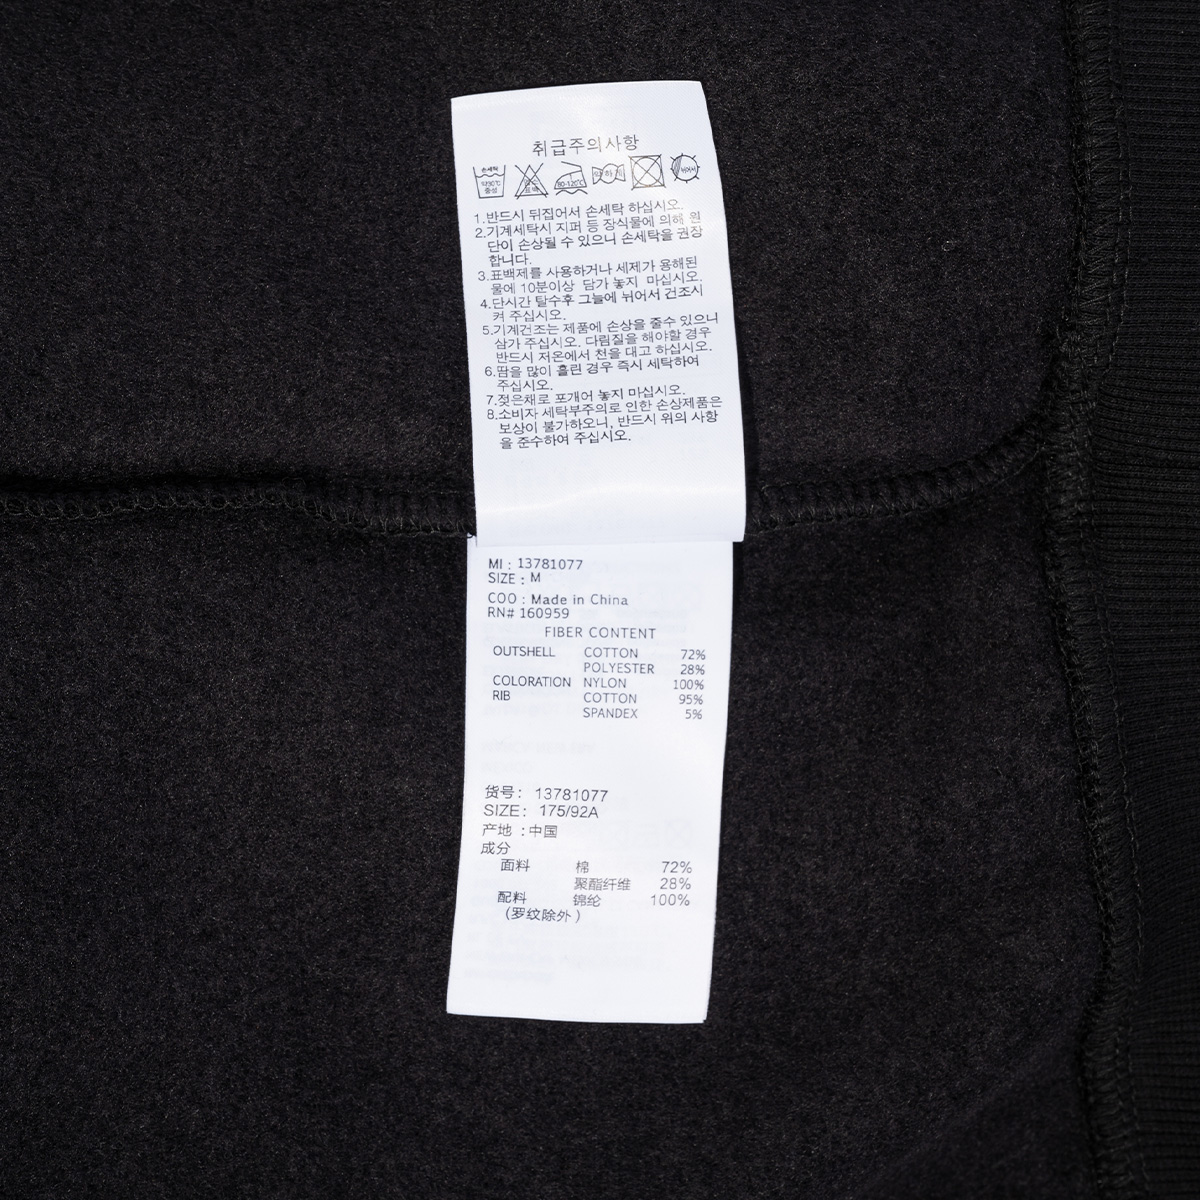 취급주의사항
손세탁
약30℃
중성
80-120℃
1.반드시 뒤집어서 손세탁 하십시오.
2.기계세탁시 지퍼 등 장식물에 의해 원
단이 손상될 수 있으니 손세탁을 권장
합니다.
3.표백제를 사용하거나 세제가 용해된
물에 10분이상 담가 놓지 마십시오.
4.단시간 탈수후 그늘에 뉘어서 건조시
켜 주십시오.
5.기계건조는 제품에 손상을 줄수 있으니
삼가 주십시오. 다림질을 해야할 경우
반드시 저온에서 천을 대고 하십시오.
6.땀을 많이 흘린 경우 즉시 세탁하여
주십시오.
7.젖은채로 포개어 놓지 마십시오.
8.소비자 세탁부주의로 인한 손상제품은
보상이 불가하오니, 반드시 위의 사항
을 준수하여 주십시오.
MI : 13781077
SIZE : M
COO : Made in China
RN# 160959
FIBER CONTENT
OUTSHELL COTTON 72%
POLYESTER 28%
COLORATION NYLON 100%
RIB COTTON 95%
SPANDEX 5%
货号: 13781077
SIZE: 175/92A
产地 :中国
成分
面料 棉 72%
聚酯纤维 28%
配料 锦纶 100%
(罗纹除外)